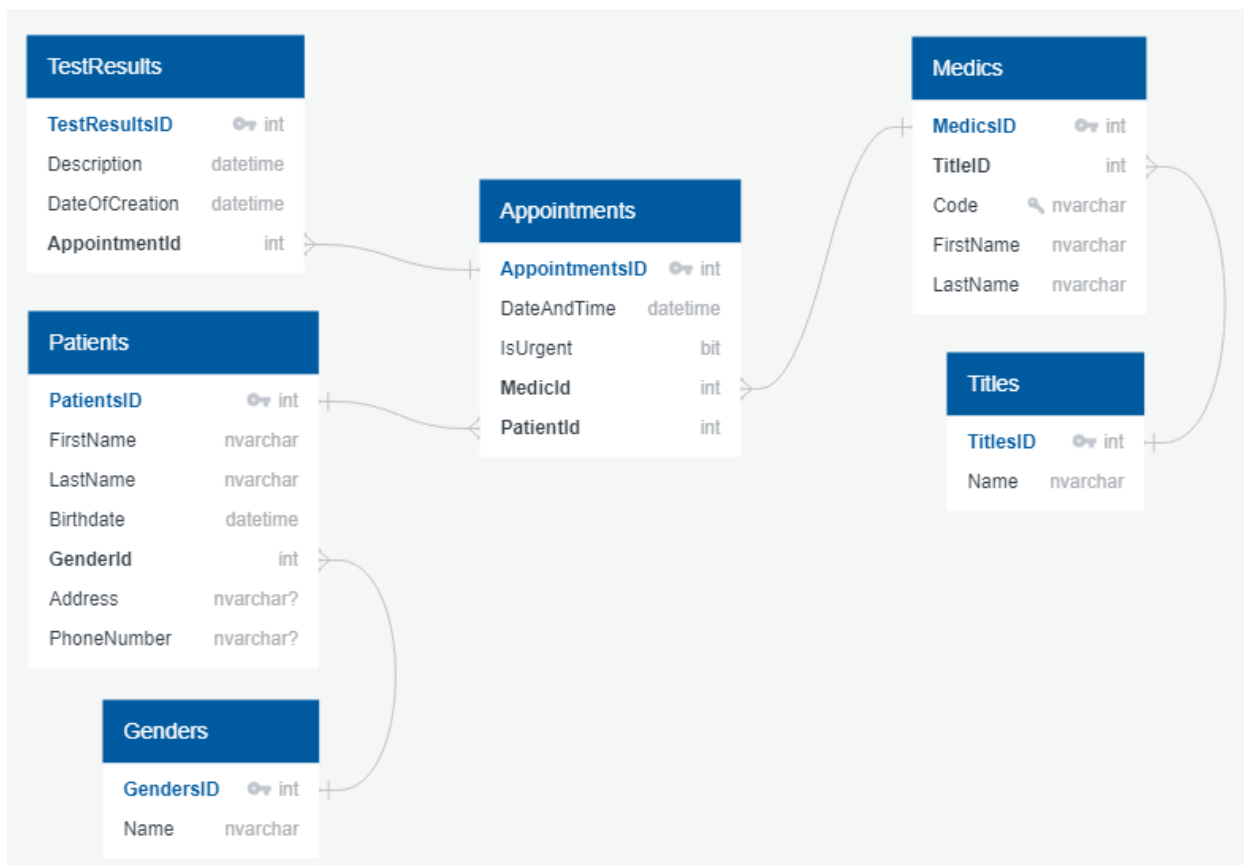 TestResults
TestResultsID int
Description datetime
DateOfCreation datetime
AppointmentId int
Patients
PatientsID int
FirstName nvarchar
LastName nvarchar
Birthdate datetime
GenderId int
Address nvarchar?
PhoneNumber nvarchar?
Genders
GendersID int
Name nvarchar
Appointments
AppointmentsID int
DateAndTime datetime
IsUrgent bit
MedicId int
PatientId int
Medics
MedicsID int
TitleID int
Code nvarchar
FirstName nvarchar
LastName nvarchar
Titles
TitlesID int
Name nvarchar